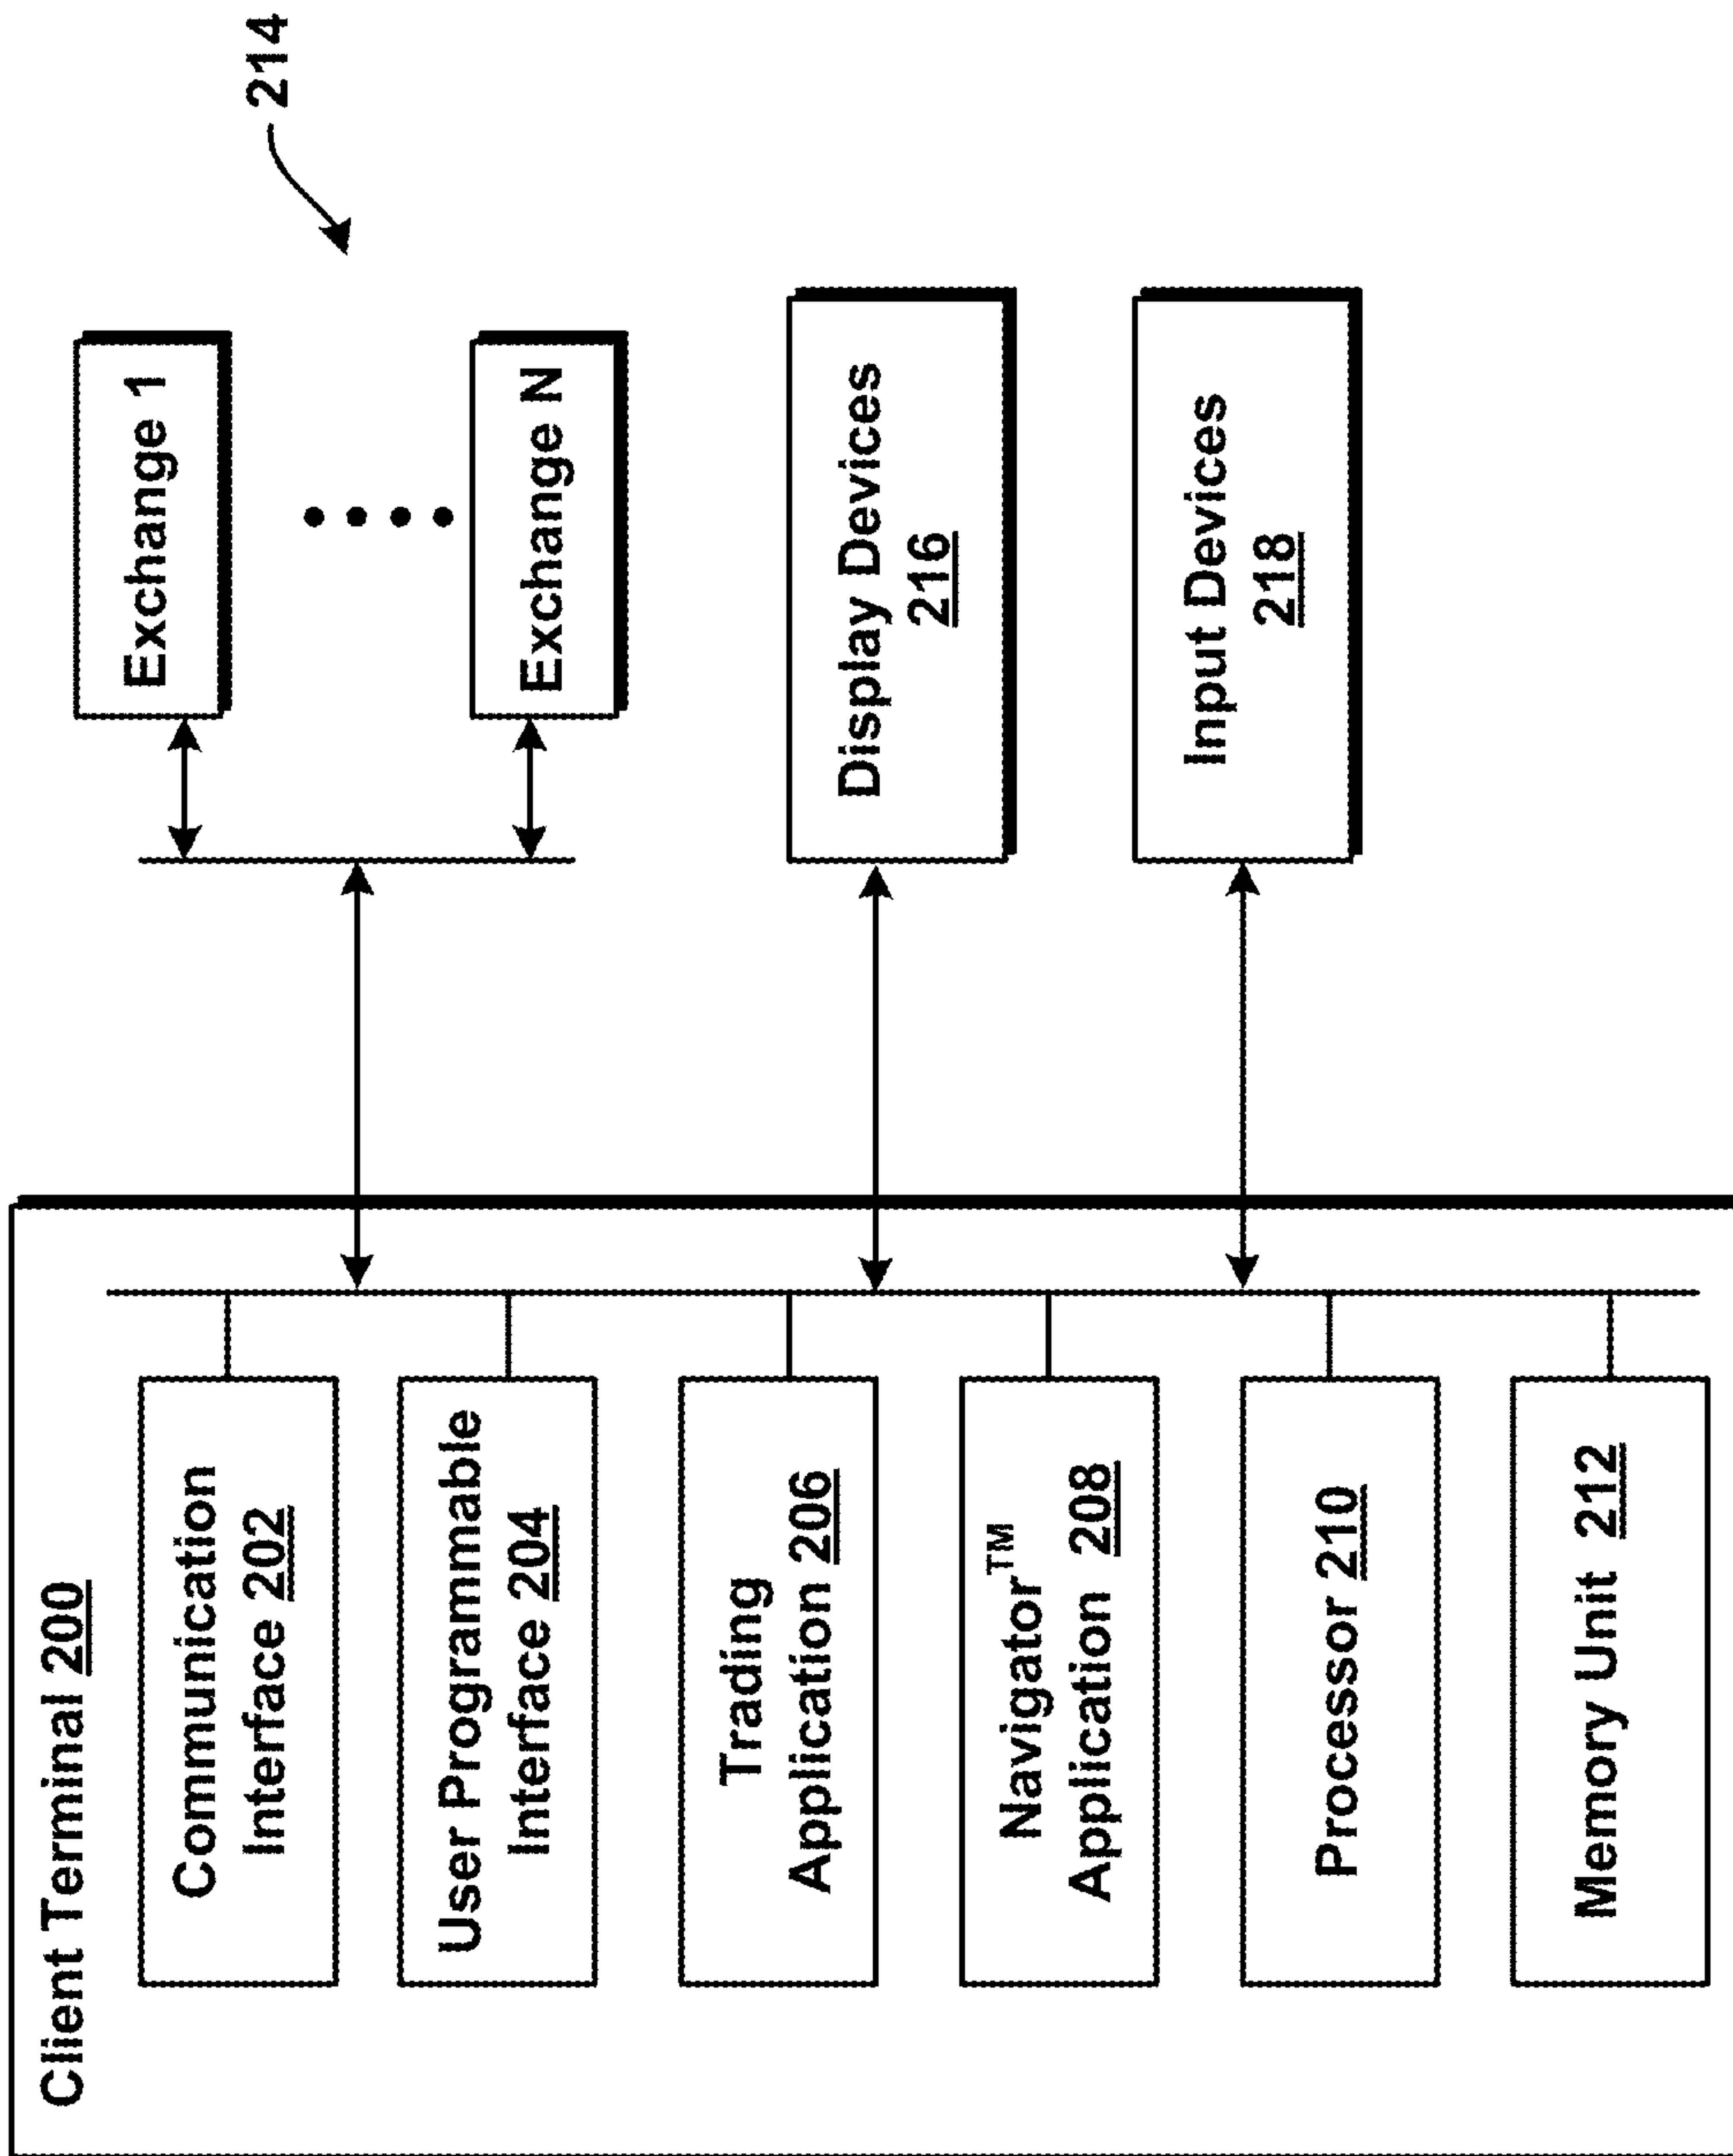 Client Terminal 200
Communication
Interface 202
User Programmable
Interface 204
Trading
Application 206
Navigator™
Application 208
Processor 210
Memory Unit 212
214
Exchange 1
Exchange N
Display Devices
216
Input Devices
218